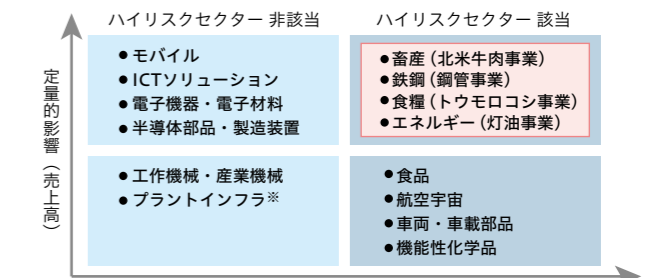 ハイリスクセクター 非該当
ハイリスクセクター 該当
定量的影響（売上高）
●モバイル
●ICTソリューション
●電子機器・電子材料
●半導体部品・製造装置
●畜産（北米牛肉事業）
●鉄鋼（鋼管事業）
●食糧（トウモロコシ事業）
●エネルギー（灯油事業）
●工作機械・産業機械
●プラントインフラ※
●食品
●航空宇宙
●車両・車載部品
●機能性化学品